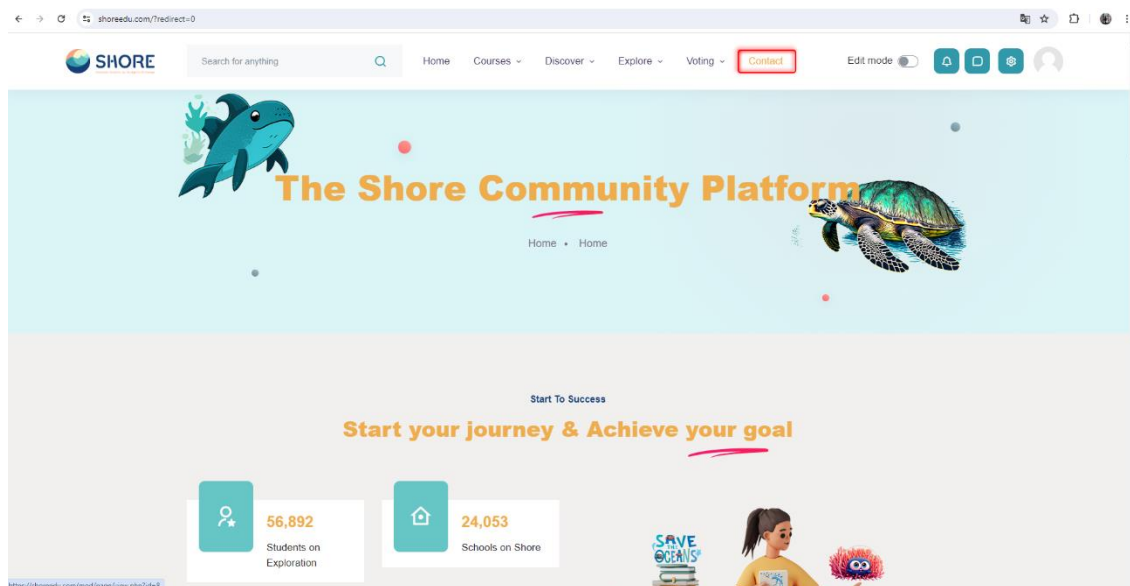 shoreedu.com/?redirect=0
SHORE
Search for anything
Home
Courses
Discover
Explore
Voting
Contact
Edit mode
The Shore Community Platform
Home • Home
Start To Success
Start your journey & Achieve your goal
56,892
Students on
Exploration
24,053
Schools on Shore
SAVE
THE
OCEANS